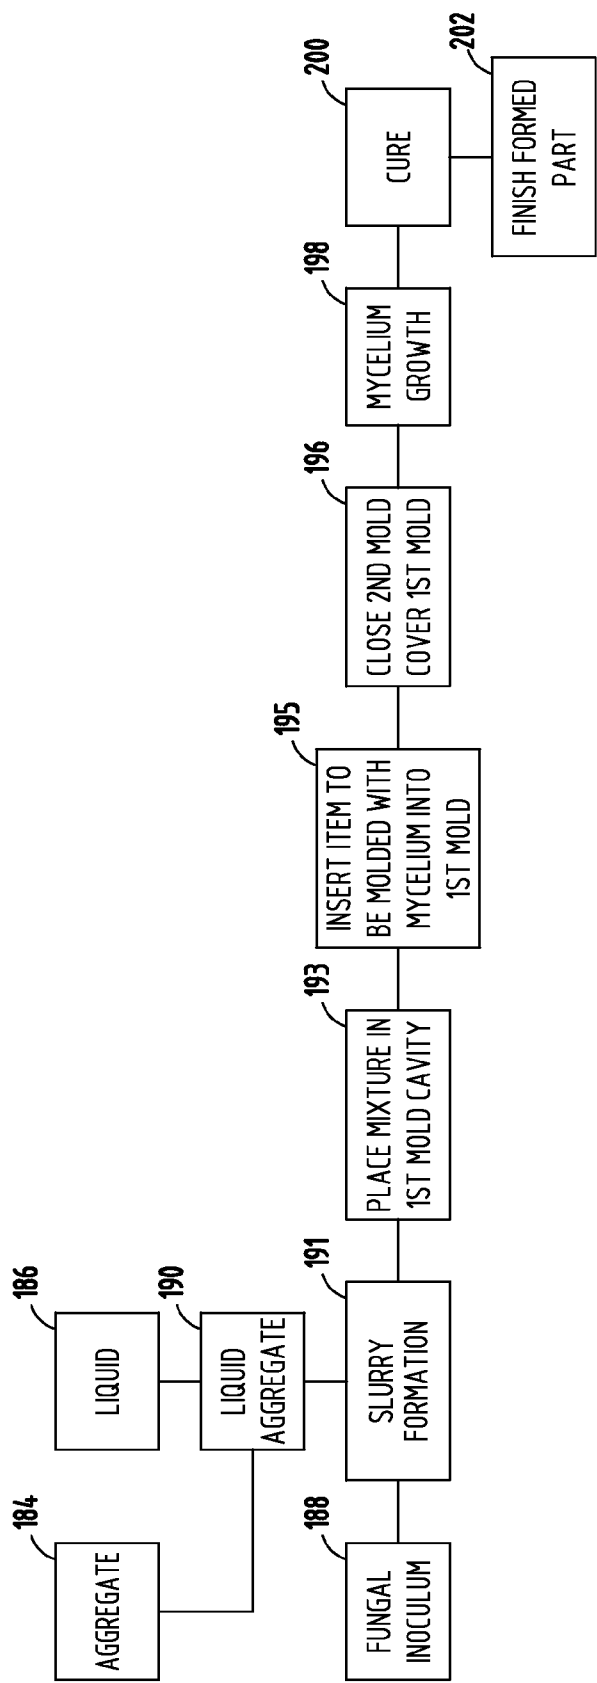 184
AGGREGATE
186
LIQUID
190
LIQUID
AGGREGATE
188
FUNGAL
INOCULUM
191
SLURRY
FORMATION
193
PLACE MIXTURE IN
1ST MOLD CAVITY
195
INSERT ITEM TO
BE MOLDED WITH
MYCELIUM INTO
1ST MOLD
196
CLOSE 2ND MOLD
COVER 1ST MOLD
198
MYCELIUM
GROWTH
200
CURE
202
FINISH FORMED
PART